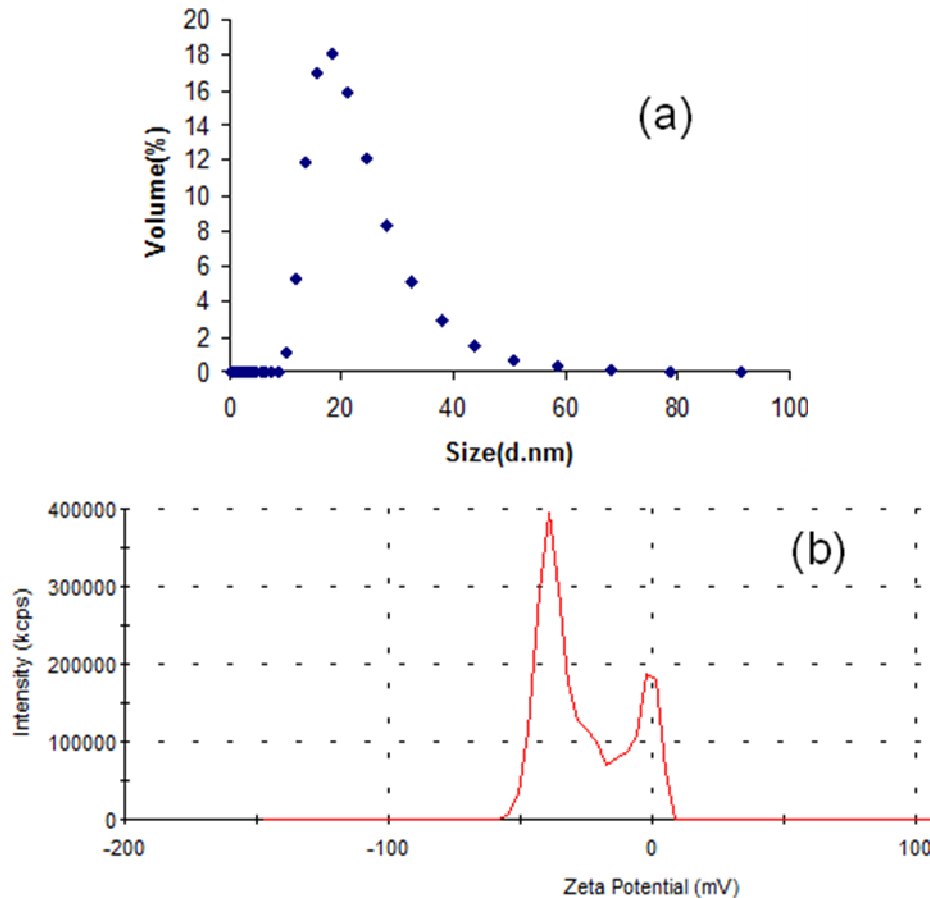 20
18
16
14
12
10
8
6
4
2
0
Volume(%)
(a)
0 20 40 60 80 100
Size(d.nm)
400000
300000
200000
100000
0
Intensity (kcps)
(b)
-200 -100 0 100
Zeta Potential (mV)